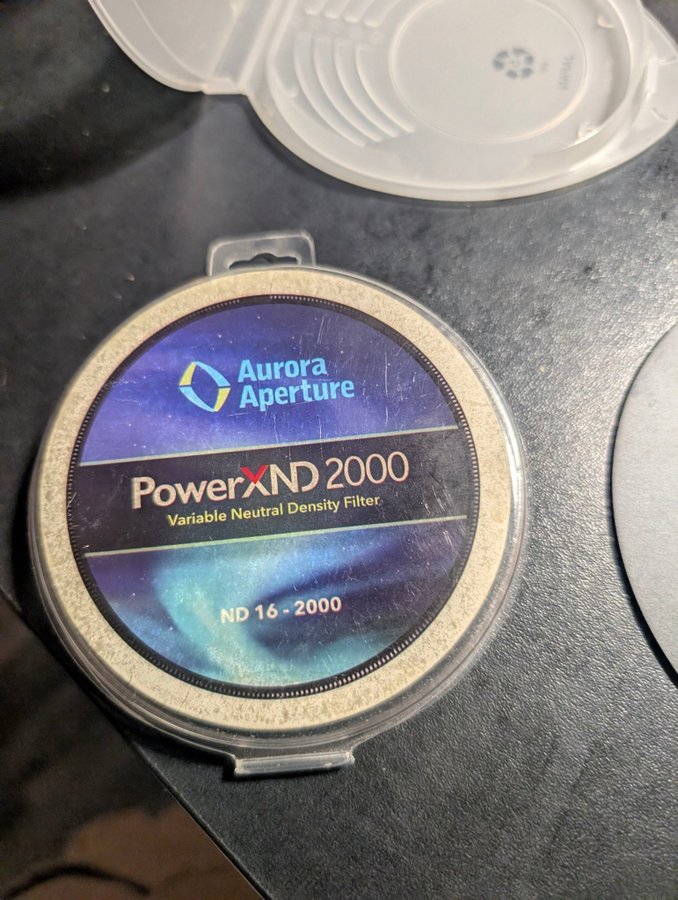 Aurora
Aperture
PowerXND 2000
Variable Neutral Density Filter
ND 16 - 2000